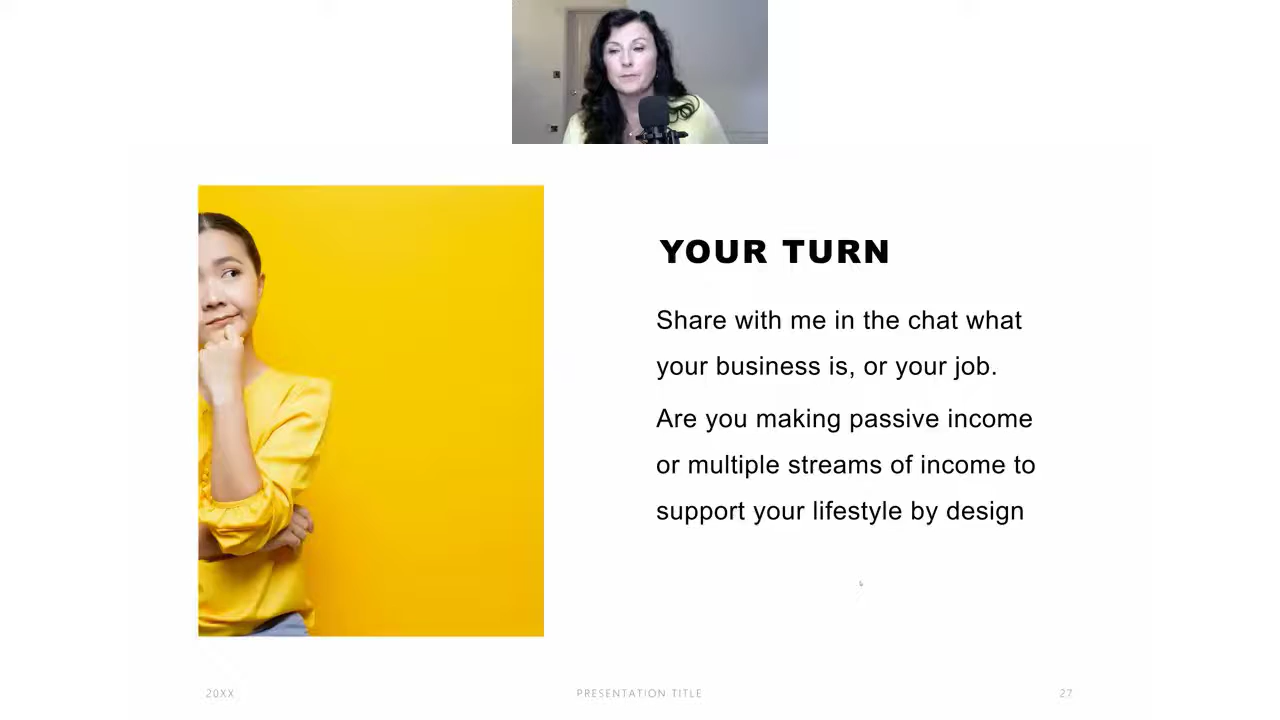 YOUR TURN
Share with me in the chat what
your business is, or your job.
Are you making passive income
or multiple streams of income to
support your lifestyle by design
20XX
PRESENTATION TITLE
27